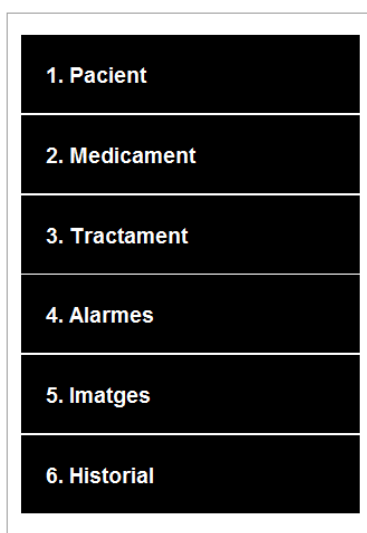 1. Pacient
2. Medicament
3. Tractament
4. Alarmes
5. Imatges
6. Historial